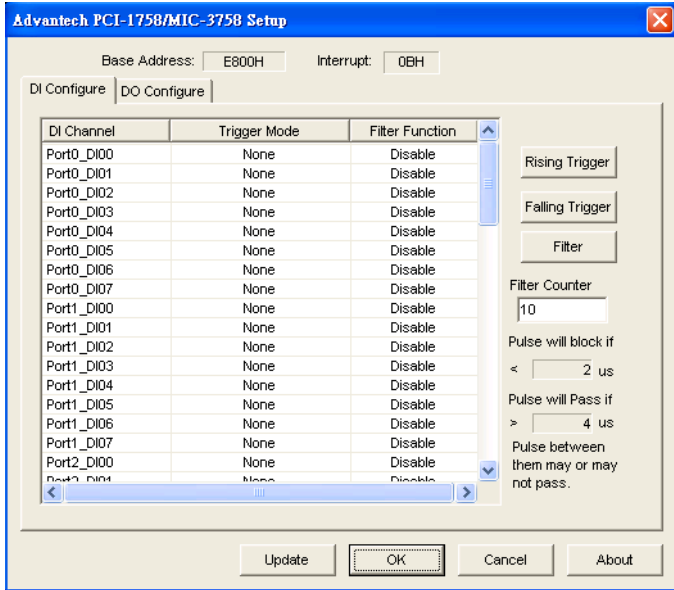 Advantech PCI-1758/MIC-3758 Setup
Base Address: E800H Interrupt: 0BH
DI Configure DO Configure
DI Channel Trigger Mode Filter Function
Port0_DI00 None Disable
Port0_DI01 None Disable
Port0_DI02 None Disable
Port0_DI03 None Disable
Port0_DI04 None Disable
Port0_DI05 None Disable
Port0_DI06 None Disable
Port0_DI07 None Disable
Port1_DI00 None Disable
Port1_DI01 None Disable
Port1_DI02 None Disable
Port1_DI03 None Disable
Port1_DI04 None Disable
Port1_DI05 None Disable
Port1_DI06 None Disable
Port1_DI07 None Disable
Port2_DI00 None Disable
Port2_DI01 None Disable
Rising Trigger
Falling Trigger
Filter
Filter Counter
10
Pulse will block if
< 2 us
Pulse will Pass if
> 4 us
Pulse between
them may or may
not pass.
Update OK Cancel About